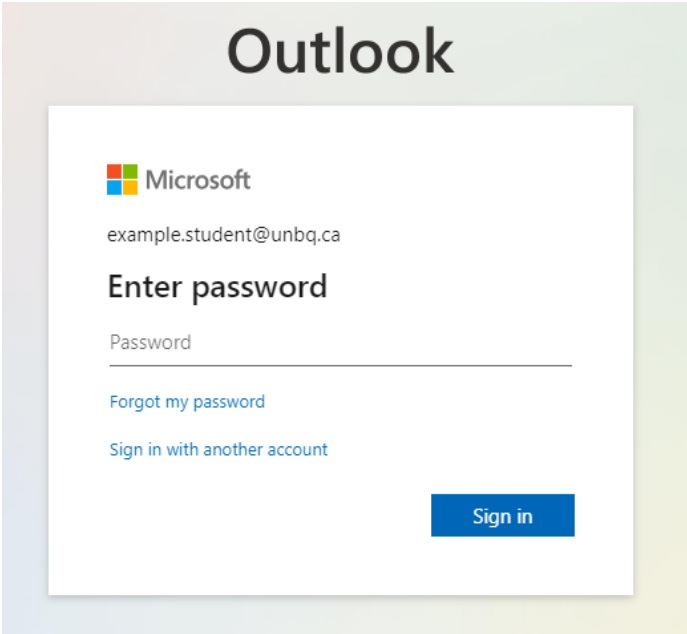 Outlook
Microsoft
example.student@unbq.ca
Enter password
Password
Forgot my password
Sign in with another account
Sign in